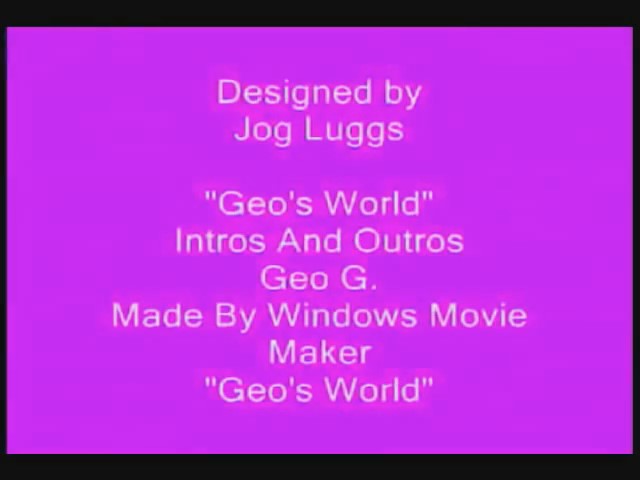 Designed by
Jog Luggs
"Geo's World"
Intros And Outros
Geo G.
Made By Windows Movie
Maker
"Geo's World"